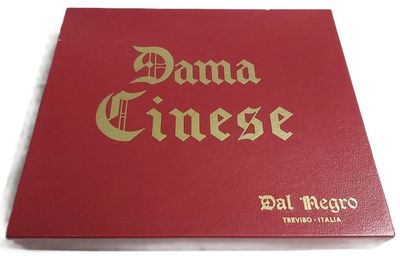 Dama
Cinese
Dal Negro
TREVISO - ITALIA